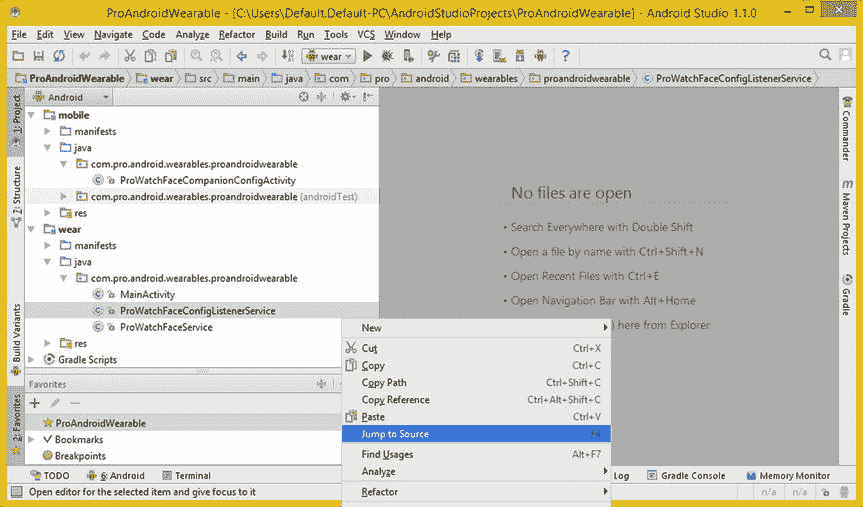 ProAndroidWearable - [C:\Users\Default.Default-PC\AndroidStudioProjects\ProAndroidWearable] - Android Studio 1.1.0
File Edit View Navigate Code Analyze Refactor Build Run Tools VCS Window Help
wear
ProAndroidWearable wear src main java com pro android wearables proandroidwearable ProWatchFaceConfigListenerService
1: Project
7: Structure
Build Variants
2: Favorites
Android
mobile
manifests
java
com.pro.android.wearables.proandroidwearable
ProWatchFaceCompanionConfigActivity
com.pro.android.wearables.proandroidwearable (androidTest)
res
wear
manifests
java
com.pro.android.wearables.proandroidwearable
MainActivity
ProWatchFaceConfigListenerService
ProWatchFaceService
res
Gradle Scripts
Favorites
ProAndroidWearable
Bookmarks
Breakpoints
No files are open
• Search Everywhere with Double Shift
• Open a file by name with Ctrl+Shift+N
• Open Recent Files with Ctrl+E
• Open Navigation Bar with Alt+Home
) here from Explorer
New
Cut Ctrl+X
Copy Ctrl+C
Copy Path Ctrl+Shift+C
Copy Reference Ctrl+Alt+Shift+C
Paste Ctrl+V
Jump to Source F4
Find Usages Alt+F7
Analyze
Refactor
Commander
m Maven Projects
Gradle
TODO 6: Android Terminal Log Gradle Console Memory Monitor
Open editor for the selected item and give focus to it n/a n/a